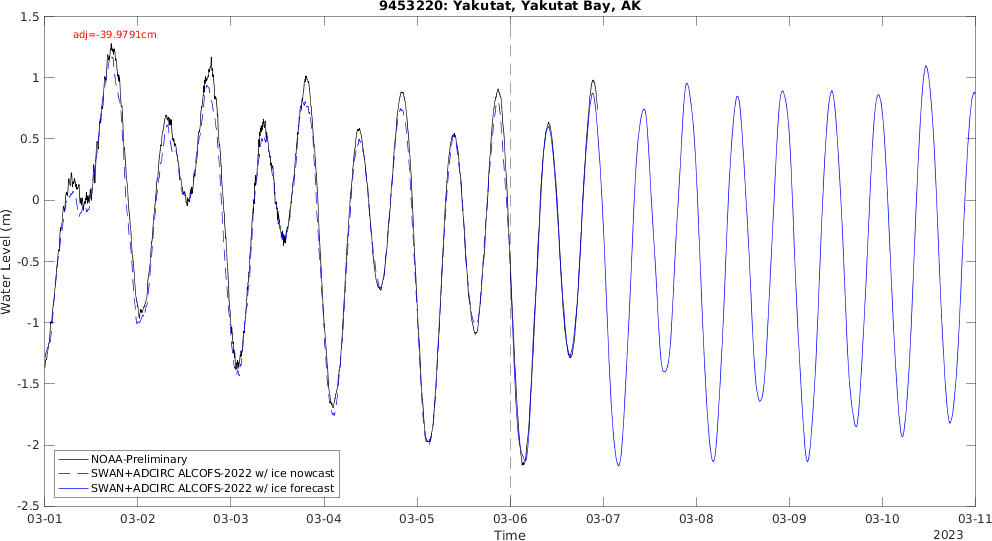 9453220: Yakutat, Yakutat Bay, AK
adj=-39.9791cm
1.5
1
0.5
0
-0.5
-1
-1.5
-2
-2.5
Water Level (m)
NOAA-Preliminary
SWAN+ADCIRC ALCOFS-2022 w/ ice nowcast
SWAN+ADCIRC ALCOFS-2022 w/ ice forecast
03-01 03-02 03-03 03-04 03-05 03-06 03-07 03-08 03-09 03-10 03-11
Time
2023